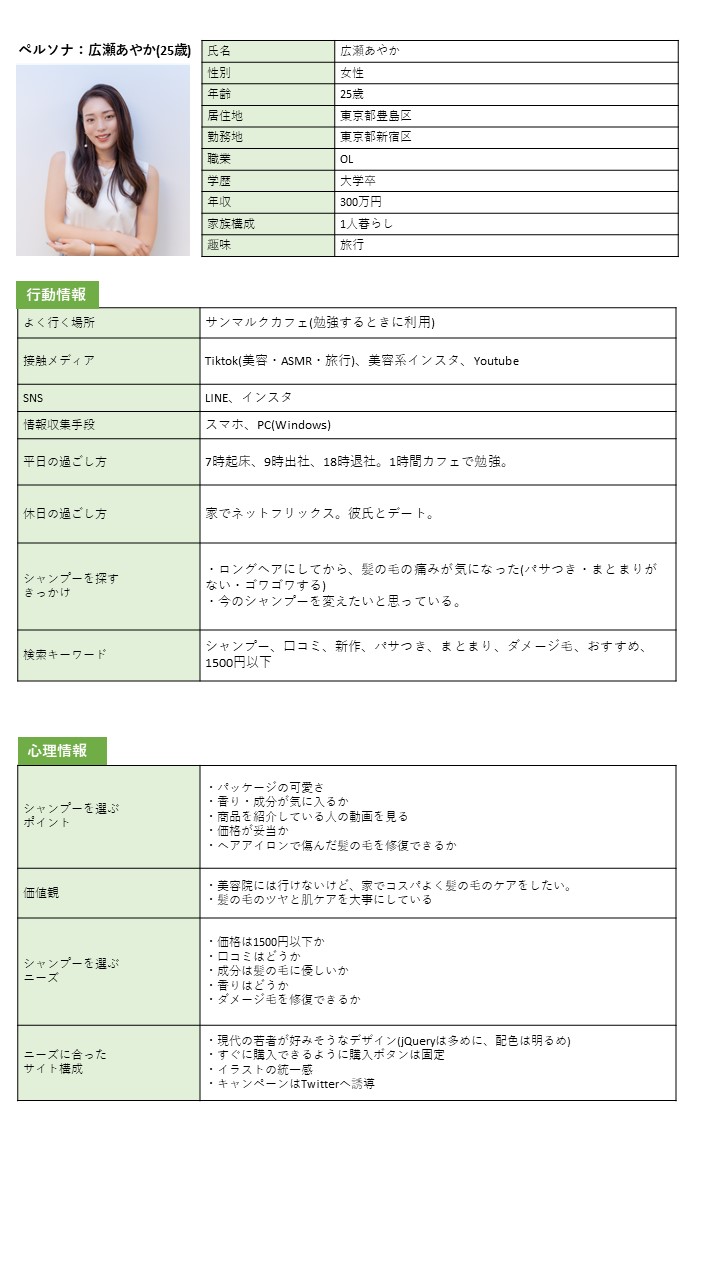 ペルソナ：広瀬あやか(25歳)
氏名 広瀬あやか
性別 女性
年齢 25歳
居住地 東京都豊島区
勤務地 東京都新宿区
職業 OL
学歴 大学卒
年収 300万円
家族構成 1人暮らし
趣味 旅行
行動情報
よく行く場所 サンマルクカフェ(勉強するときに利用)
接触メディア Tiktok(美容・ASMR・旅行)、美容系インスタ、Youtube
SNS LINE、インスタ
情報収集手段 スマホ、PC(Windows)
平日の過ごし方 7時起床、9時出社、18時退社。1時間カフェで勉強。
休日の過ごし方 家でネットフリックス。彼氏とデート。
シャンプーを探す
きっかけ
・ロングヘアにしてから、髪の毛の痛みが気になった(パサつき・まとまりが
ない・ゴワゴワする)
・今のシャンプーを変えたいと思っている。
検索キーワード
シャンプー、口コミ、新作、パサつき、まとまり、ダメージ毛、おすすめ、
1500円以下
心理情報
シャンプーを選ぶ
ポイント
・パッケージの可愛さ
・香り・成分が気に入るか
・商品を紹介している人の動画を見る
・価格が妥当か
・ヘアアイロンで傷んだ髪の毛を修復できるか
価値観
・美容院には行けないけど、家でコスパよく髪の毛のケアをしたい。
・髪の毛のツヤと肌ケアを大事にしている
シャンプーを選ぶ
ニーズ
・価格は1500円以下か
・口コミはどうか
・成分は髪の毛に優しいか
・香りはどうか
・ダメージ毛を修復できるか
ニーズに合った
サイト構成
・現代の若者が好みそうなデザイン(jQueryは多めに、配色は明るめ)
・すぐに購入できるように購入ボタンは固定
・イラストの統一感
・キャンペーンはTwitterへ誘導